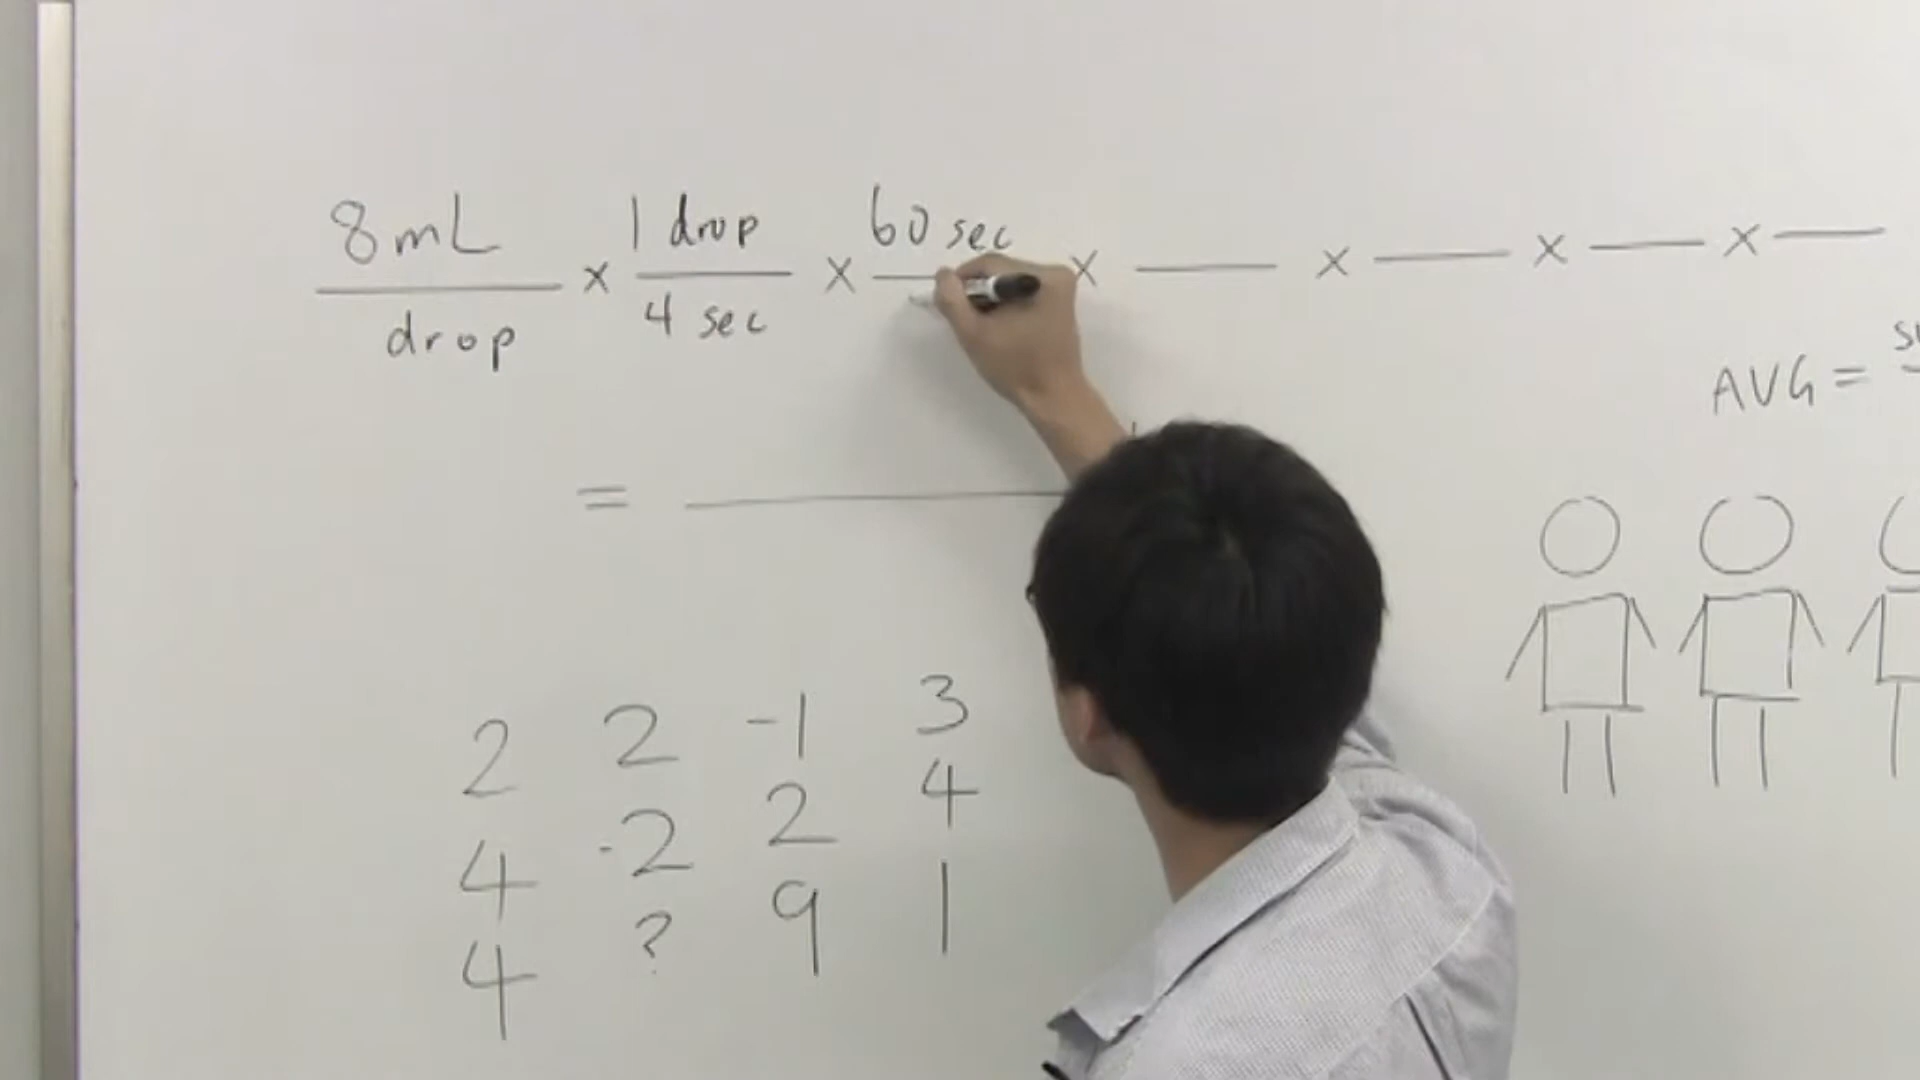 8 mL × 1 drop × 60 sec × × × ×
drop 4 sec
AVG =
=
2 2 -1 3
4 -2 2 4
4 ? 9 1